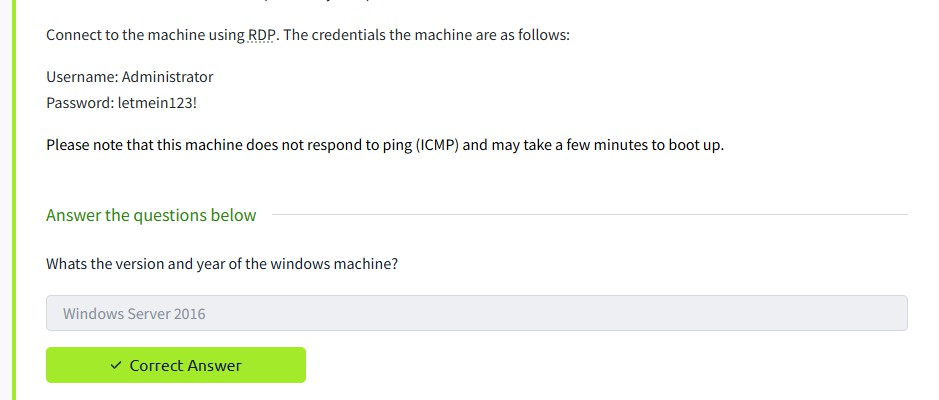 Connect to the machine using RDP. The credentials the machine are as follows:
Username: Administrator
Password: letmein123!
Please note that this machine does not respond to ping (ICMP) and may take a few minutes to boot up.
Answer the questions below
Whats the version and year of the windows machine?
Windows Server 2016
✓ Correct Answer